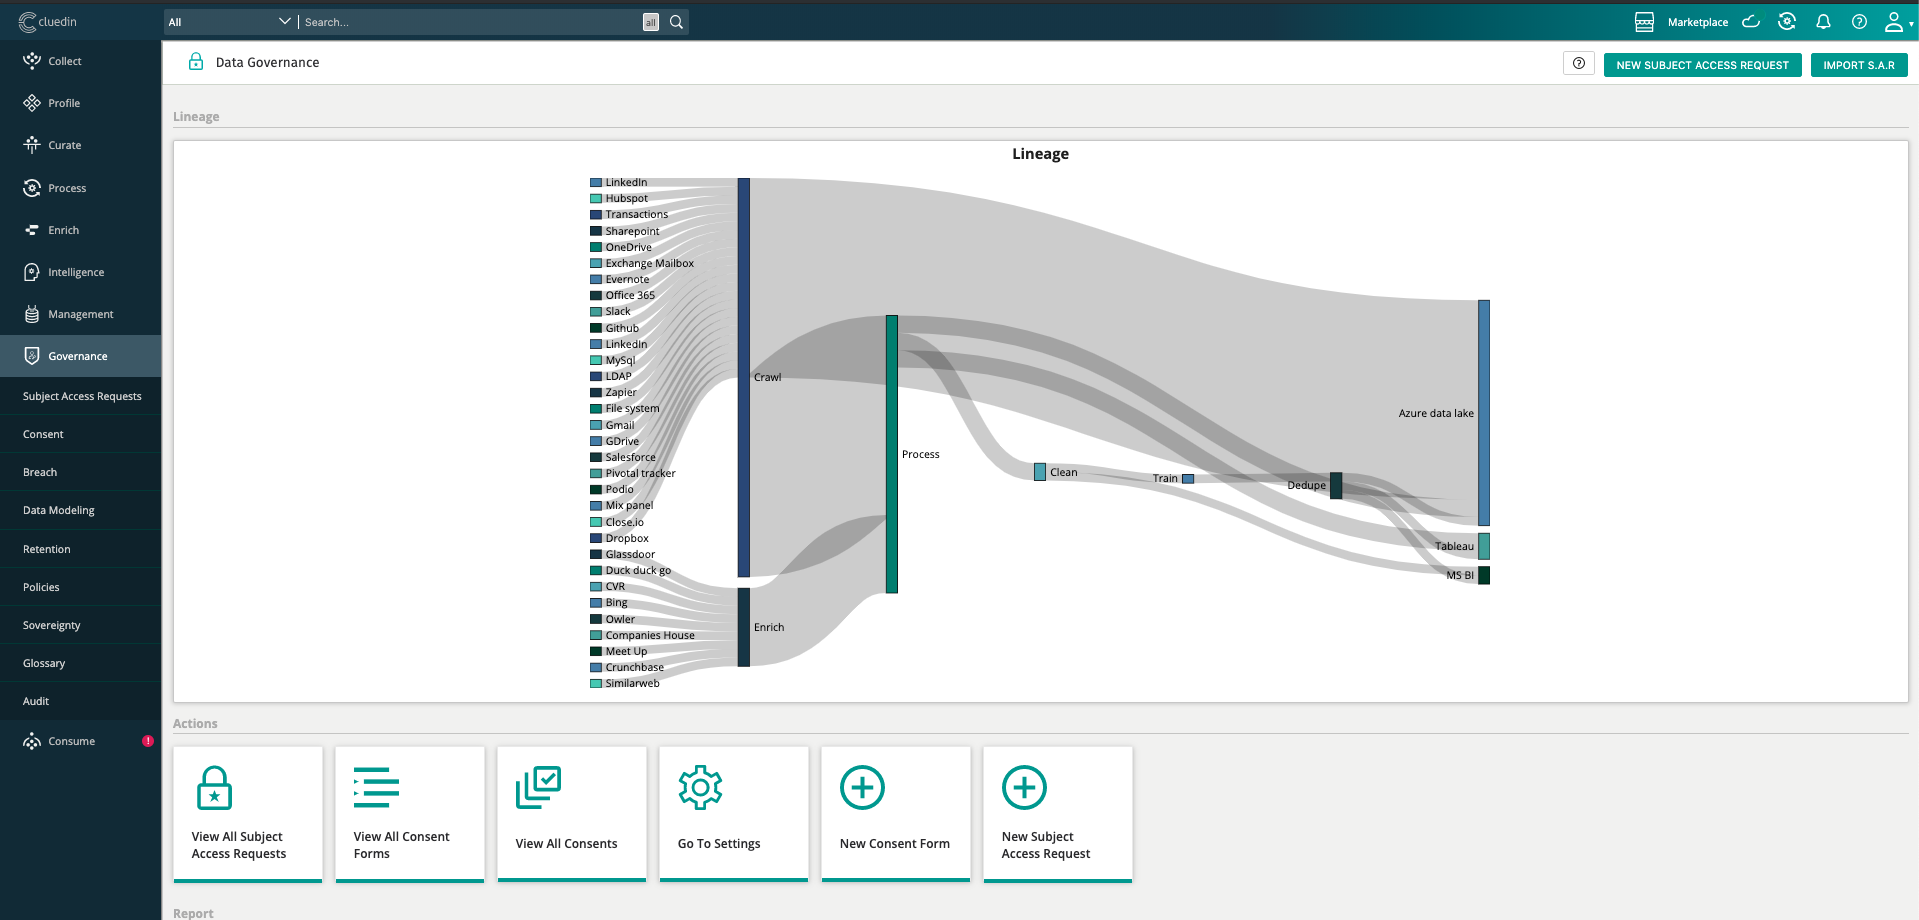 cluedin
All
Search...
all
Marketplace
Collect
Profile
Curate
Process
Enrich
Intelligence
Management
Governance
Subject Access Requests
Consent
Breach
Data Modeling
Retention
Policies
Sovereignty
Glossary
Audit
Consume
!
Data Governance
NEW SUBJECT ACCESS REQUEST
IMPORT S.A.R
Lineage
Lineage
LinkedIn
Hubspot
Transactions
Sharepoint
OneDrive
Exchange Mailbox
Evernote
Office 365
Slack
Github
LinkedIn
MySql
LDAP
Zapier
File system
Gmail
GDrive
Salesforce
Pivotal tracker
Podio
Mix panel
Close.io
Dropbox
Glassdoor
Duck duck go
CVR
Bing
Owler
Companies House
Meet Up
Crunchbase
Similarweb
Crawl
Enrich
Process
Clean
Train
Dedupe
Azure data lake
Tableau
MS BI
Actions
View All Subject
Access Requests
View All Consent
Forms
View All Consents
Go To Settings
New Consent Form
New Subject
Access Request
Report